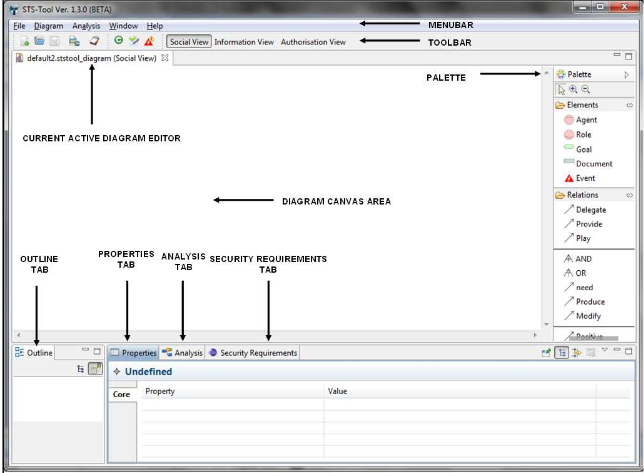 STS-Tool Ver. 1.3.0 (BETA)
File Diagram Analysis Window Help
MENUBAR
Social View Information View Authorisation View
TOOLBAR
default2.ststool_diagram (Social View)
PALETTE
Palette
CURRENT ACTIVE DIAGRAM EDITOR
Elements
Agent
Role
Goal
Document
Event
DIAGRAM CANVAS AREA
Relations
Delegate
Provide
Play
AND
OR
need
Produce
Modify
Positive
OUTLINE TAB
PROPERTIES TAB
ANALYSIS TAB
SECURITY REQUIREMENTS TAB
Outline
Properties Analysis Security Requirements
Undefined
Core
Property Value